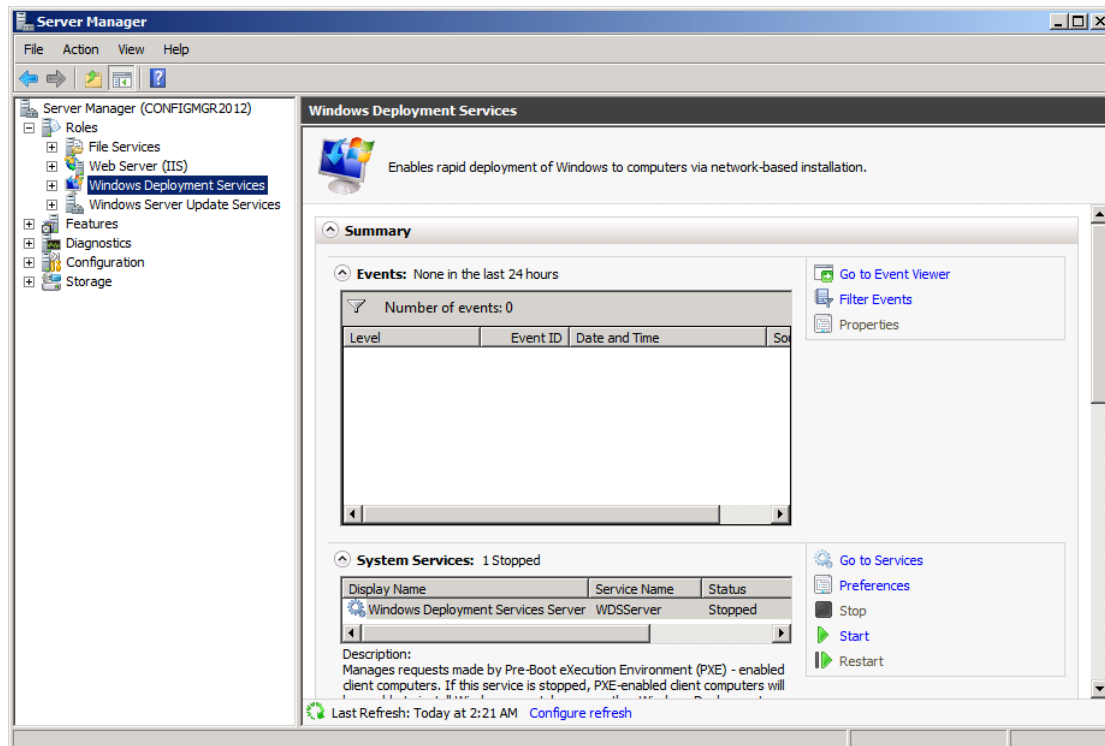 Server Manager
File Action View Help
Server Manager (CONFIGMGR2012)
Roles
File Services
Web Server (IIS)
Windows Deployment Services
Windows Server Update Services
Features
Diagnostics
Configuration
Storage
Windows Deployment Services
Enables rapid deployment of Windows to computers via network-based installation.
Summary
Events: None in the last 24 hours
Number of events: 0
Level Event ID Date and Time Sou
Go to Event Viewer
Filter Events
Properties
System Services: 1 Stopped
Display Name Service Name Status
Windows Deployment Services Server WDSServer Stopped
Description:
Manages requests made by Pre-Boot eXecution Environment (PXE) - enabled
client computers. If this service is stopped, PXE-enabled client computers will
Go to Services
Preferences
Stop
Start
Restart
Last Refresh: Today at 2:21 AM Configure refresh